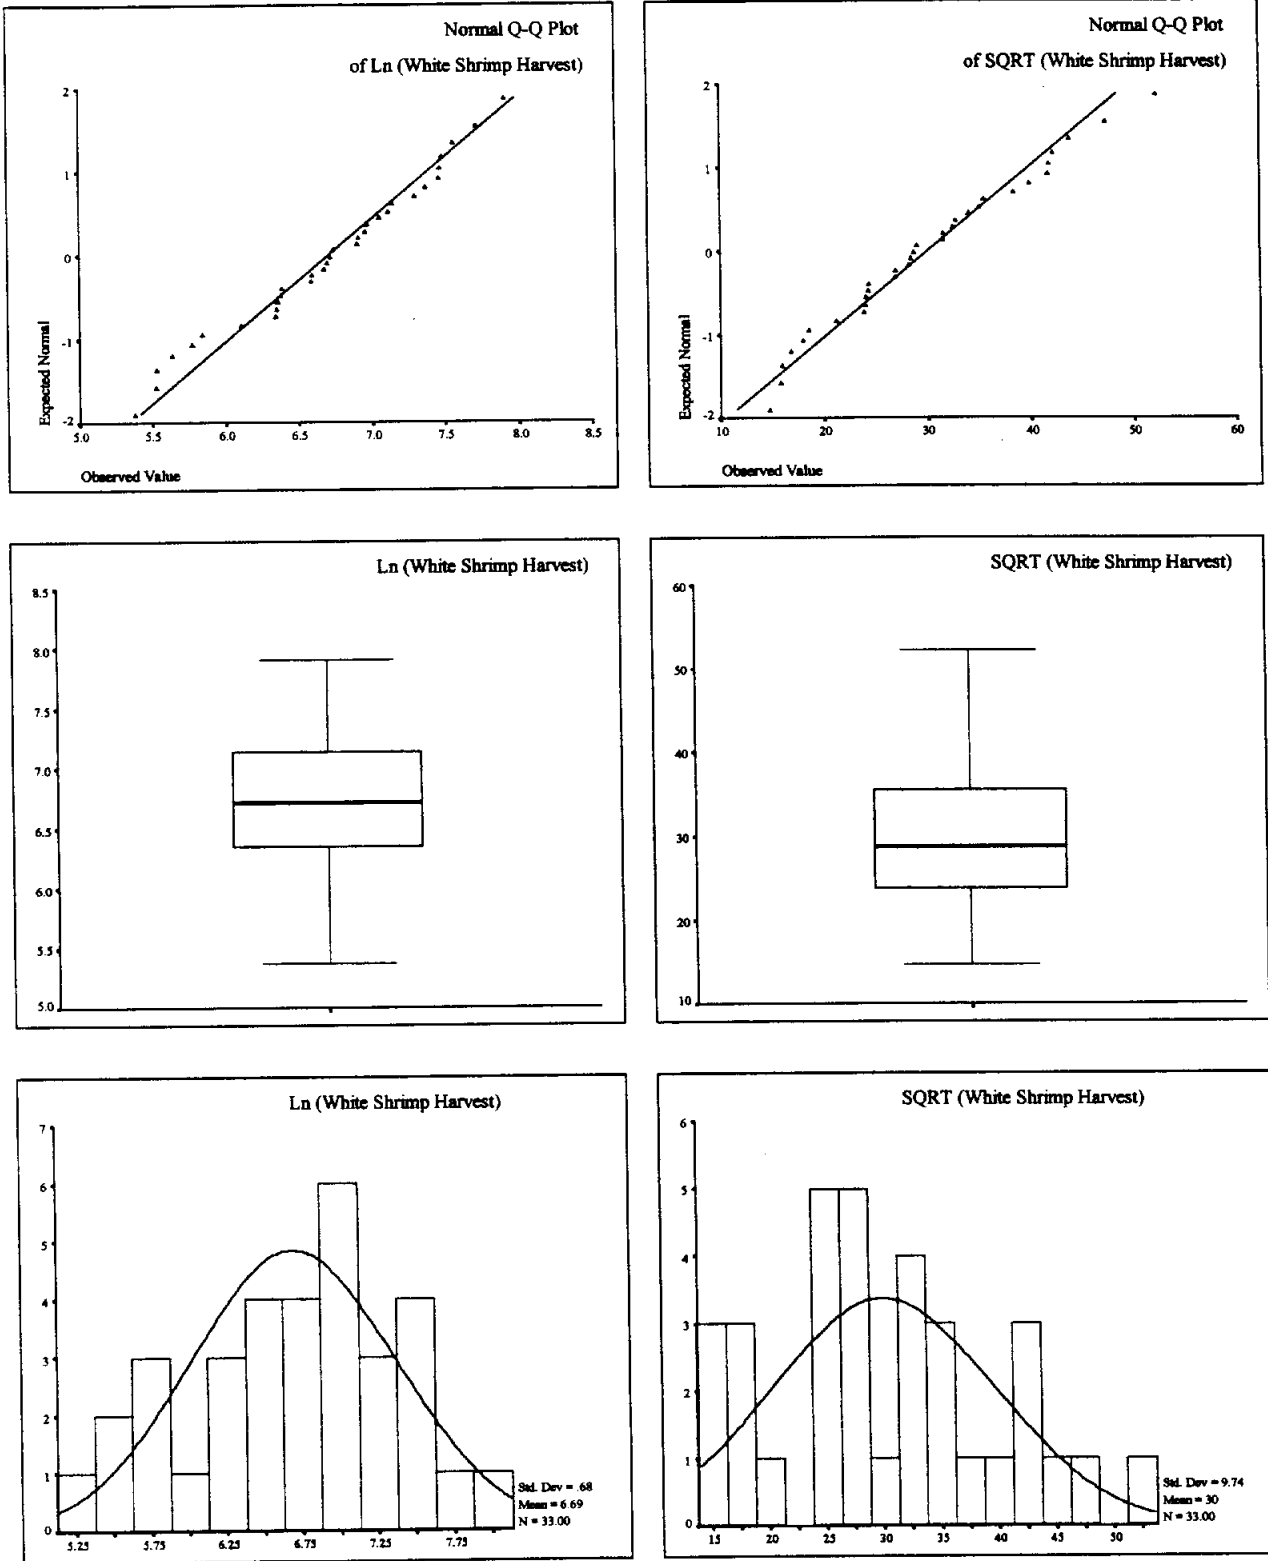 Normal Q-Q Plot
of Ln (White Shrimp Harvest)
2
1
0
-1
-2
Expected Normal
5.0 5.5 6.0 6.5 7.0 7.5 8.0 8.5
Observed Value
Normal Q-Q Plot
of SQRT (White Shrimp Harvest)
2
1
0
-1
-2
Expected Normal
10 20 30 40 50 60
Observed Value
Ln (White Shrimp Harvest)
8.5
8.0
7.5
7.0
6.5
6.0
5.5
5.0
SQRT (White Shrimp Harvest)
60
50
40
30
20
10
Ln (White Shrimp Harvest)
7
6
5
4
3
2
1
0
5.25 5.75 6.25 6.75 7.25 7.75
Std. Dev = .68
Mean = 6.69
N = 33.00
SQRT (White Shrimp Harvest)
6
5
4
3
2
1
0
15 20 25 30 35 40 45 50
Std. Dev = 9.74
Mean = 30
N = 33.00